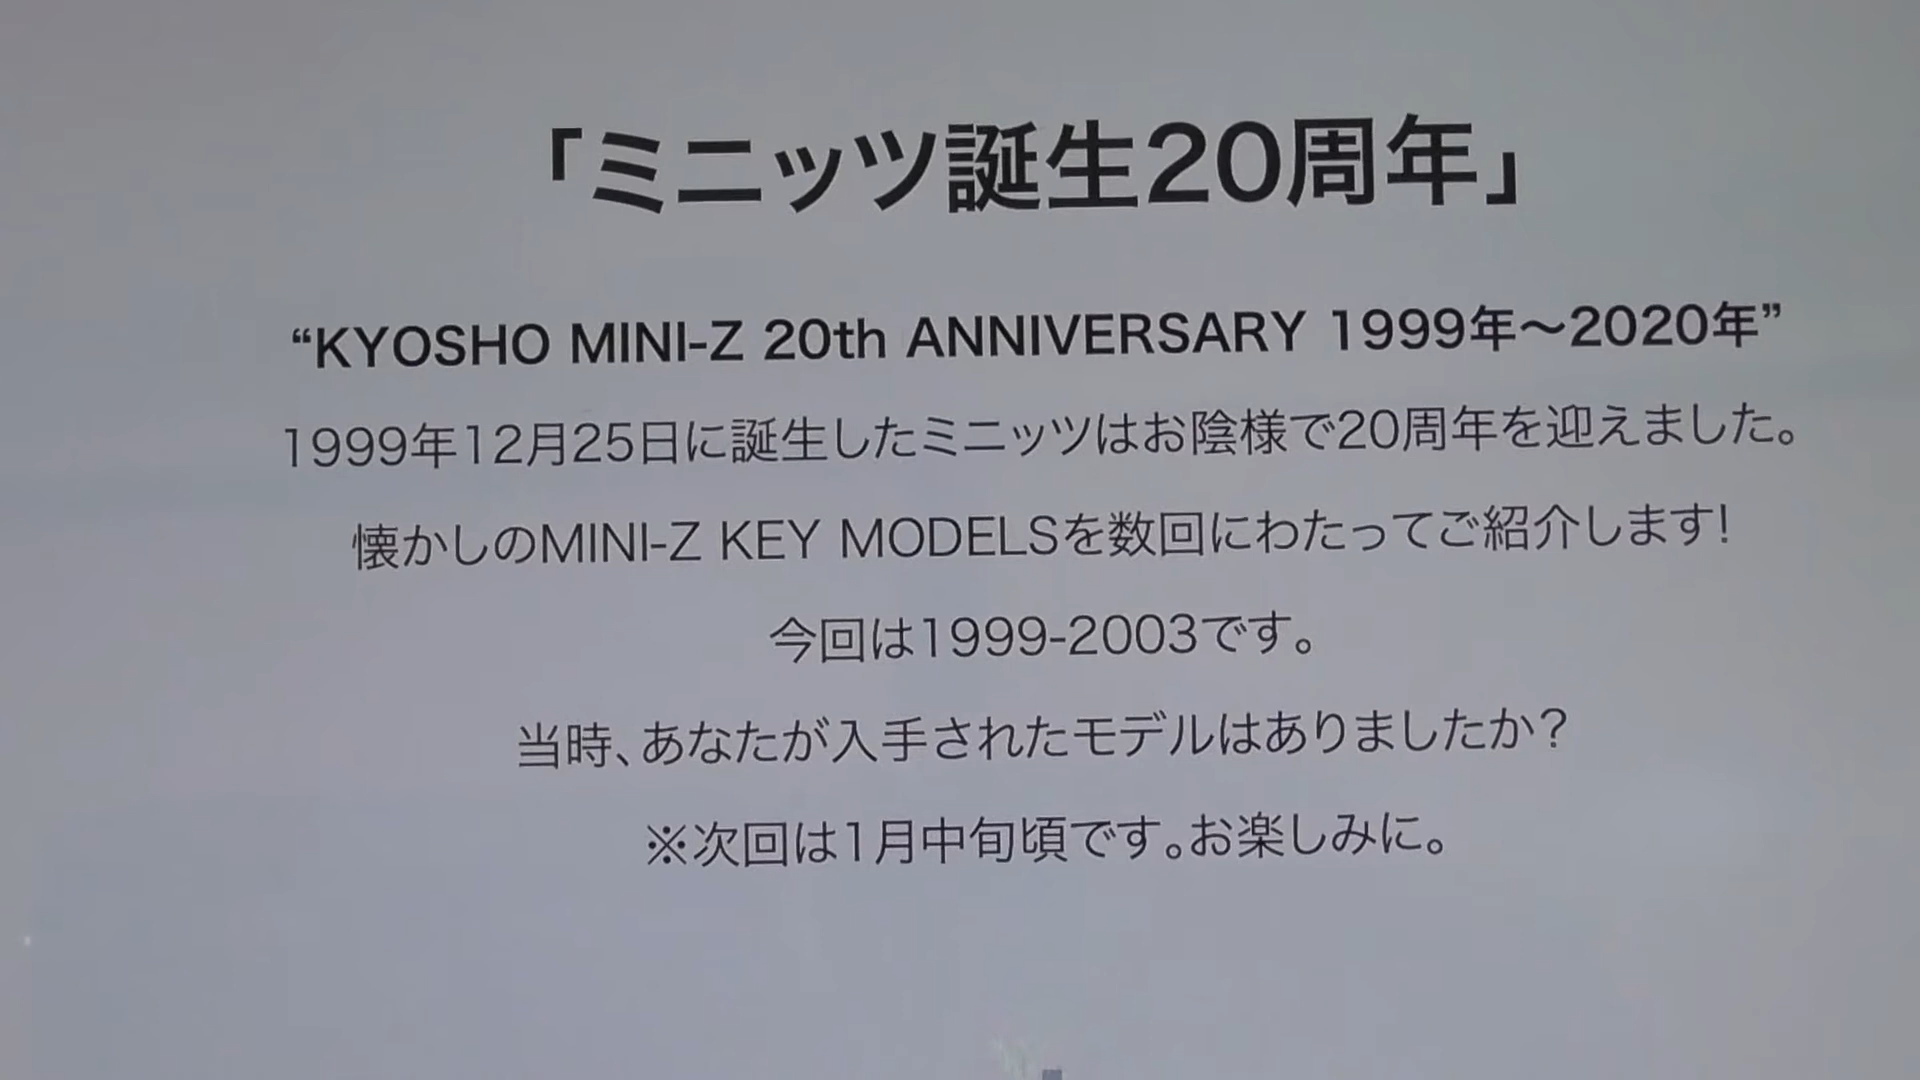 「ミニッツ誕生20周年」
“KYOSHO MINI-Z 20th ANNIVERSARY 1999年～2020年”
1999年12月25日に誕生したミニッツはお陰様で20周年を迎えました。
懐かしのMINI-Z KEY MODELSを数回にわたってご紹介します!
今回は1999-2003です。
当時、あなたが入手されたモデルはありましたか？
※次回は1月中旬頃です。お楽しみに。